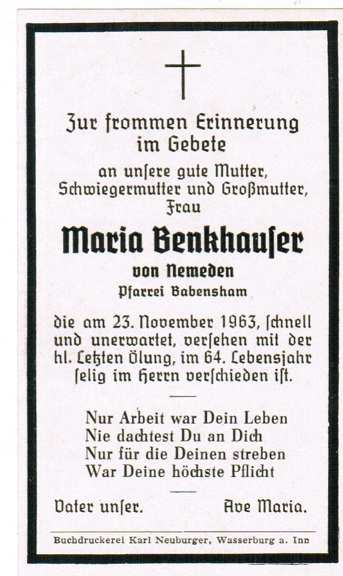 Zur frommen Erinnerung
im Gebete
an unsere gute Mutter,
Schwiegermutter und Großmutter,
Frau
Maria Benkhauser
von Nemeden
Pfarrei Babensham
die am 23. November 1963, schnell
und unerwartet, versehen mit der
hl. Letzten Ölung, im 64. Lebensjahr
selig im Herrn verschieden ist.
Nur Arbeit war Dein Leben
Nie dachtest Du an Dich
Nur für die Deinen streben
War Deine höchste Pflicht
Vater unser. Ave Maria.
Buchdruckerei Karl Neuburger, Wasserburg a. Inn